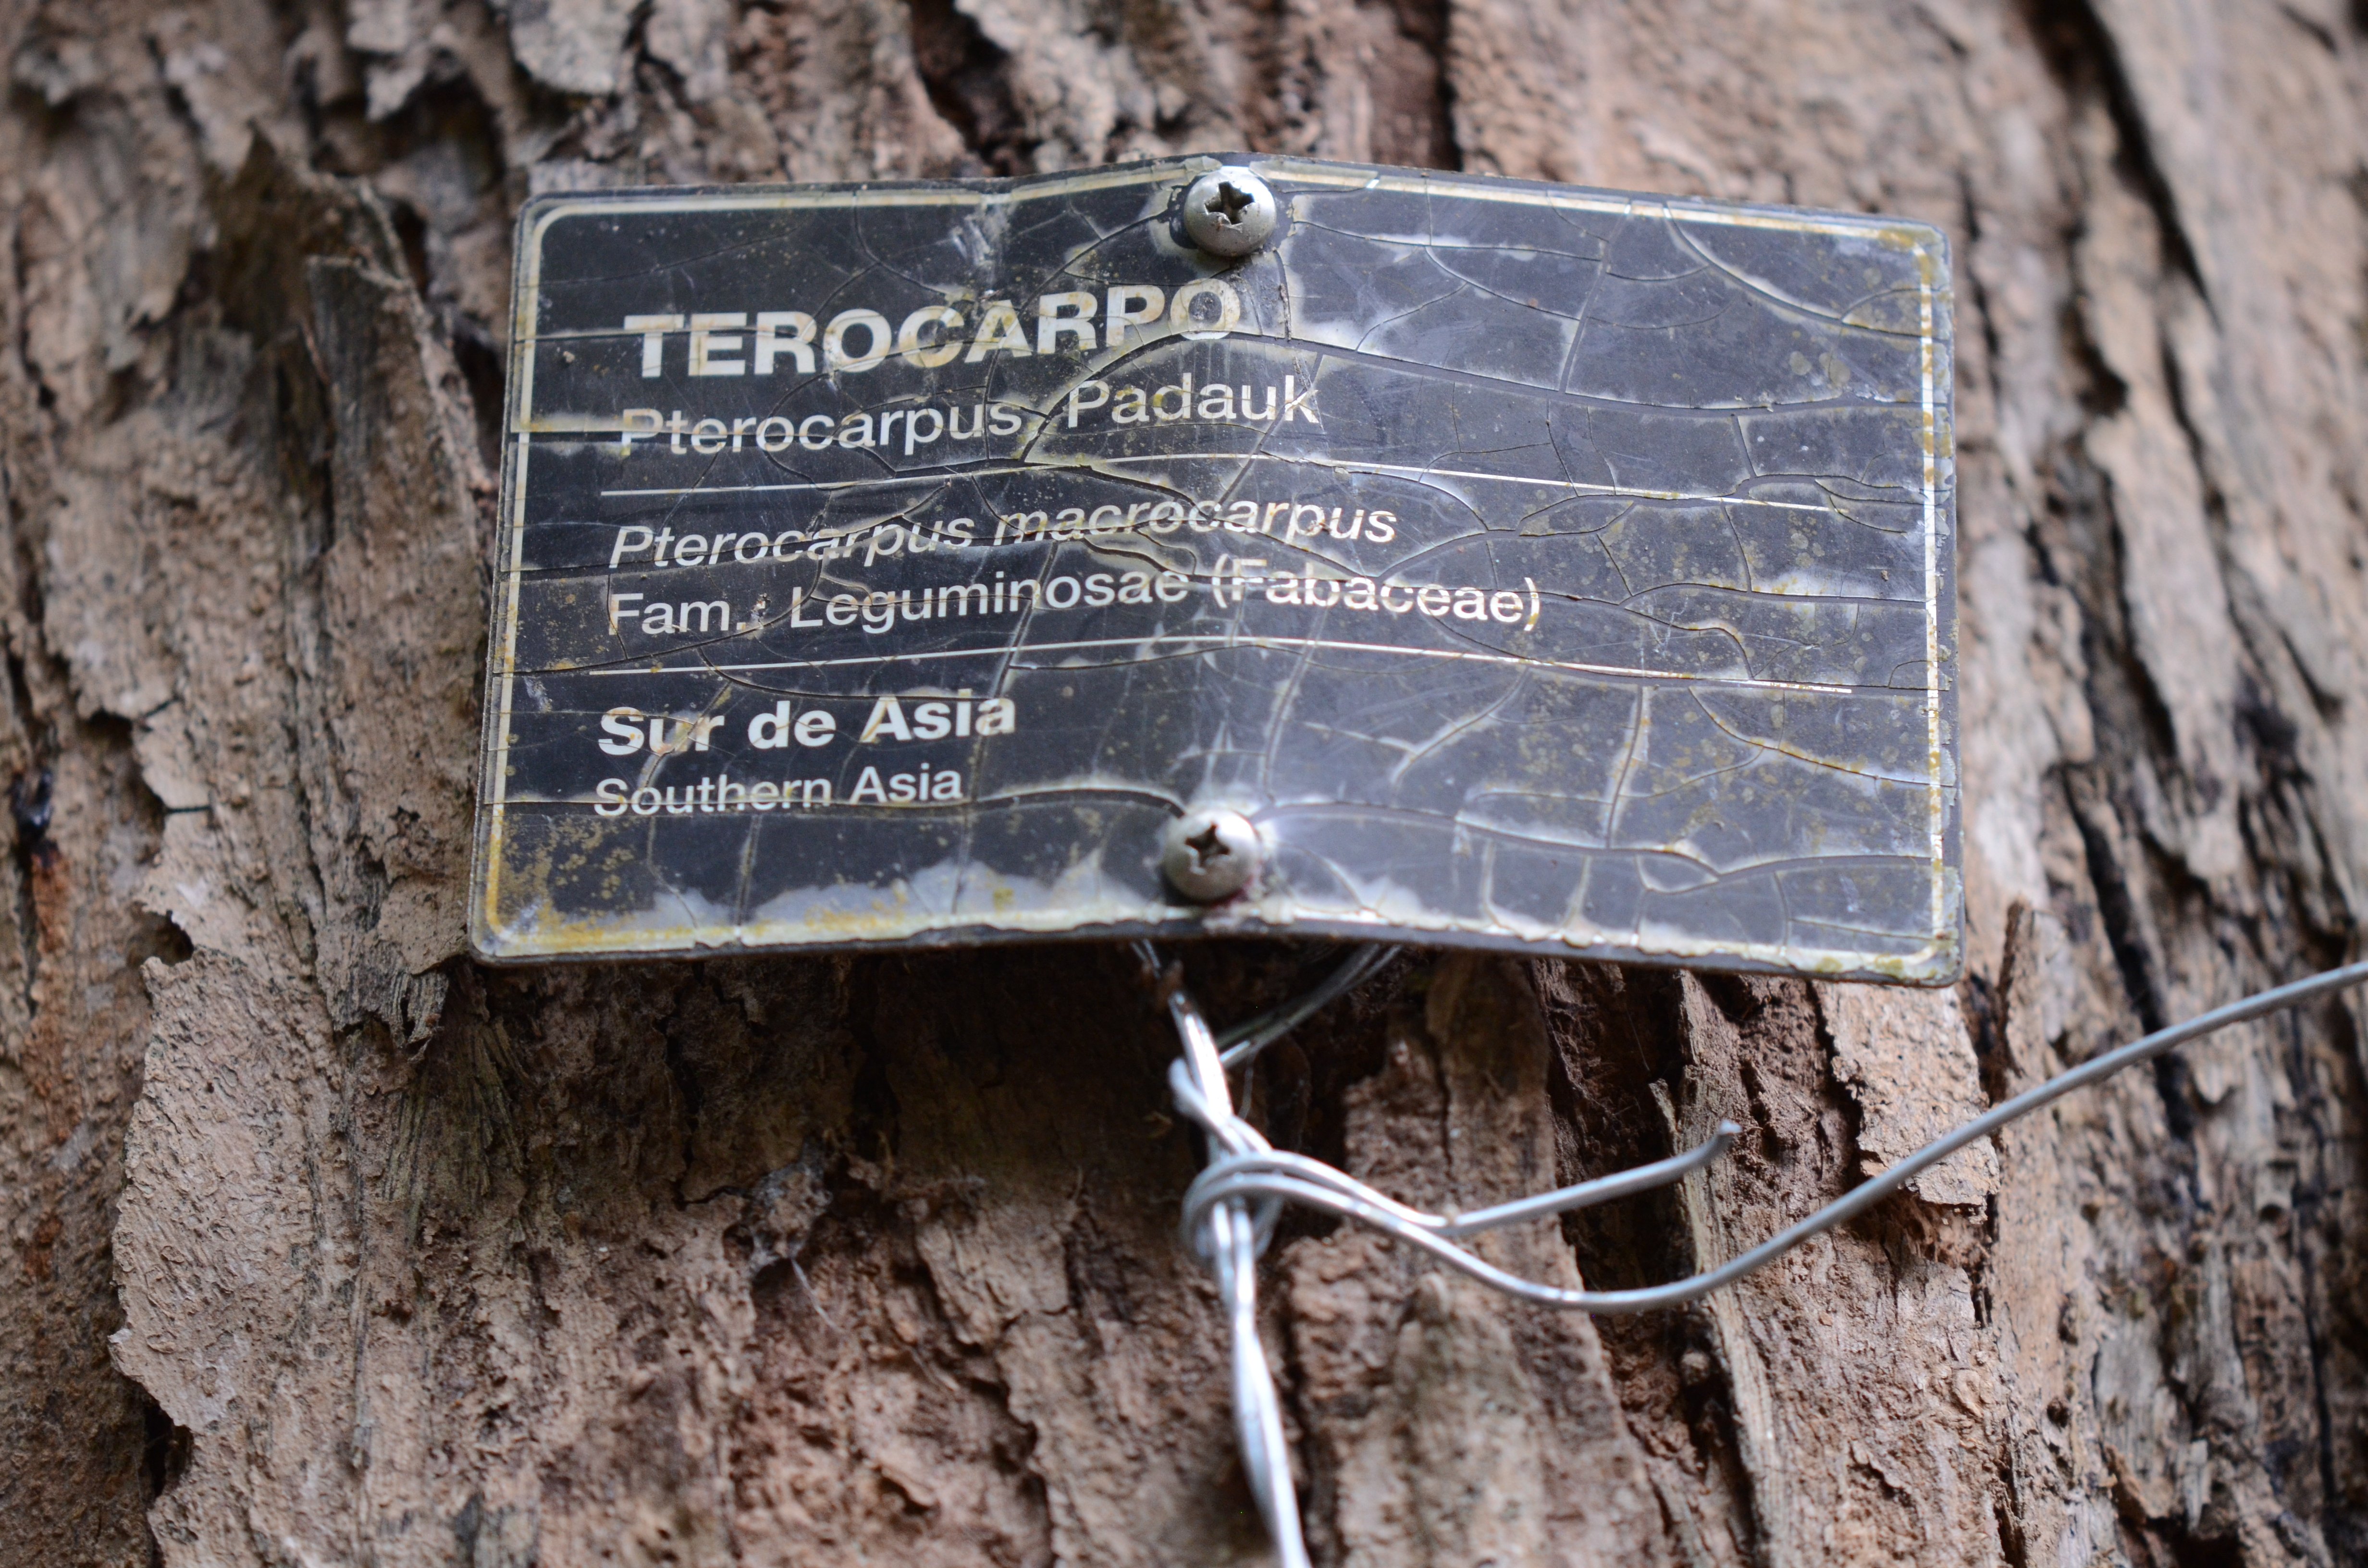 TEROCARPO
Pterocarpus, Padauk
Pterocarpus macrocarpus
Fam. Leguminosae (Fabaceae)
Sur de Asia
Southern Asia